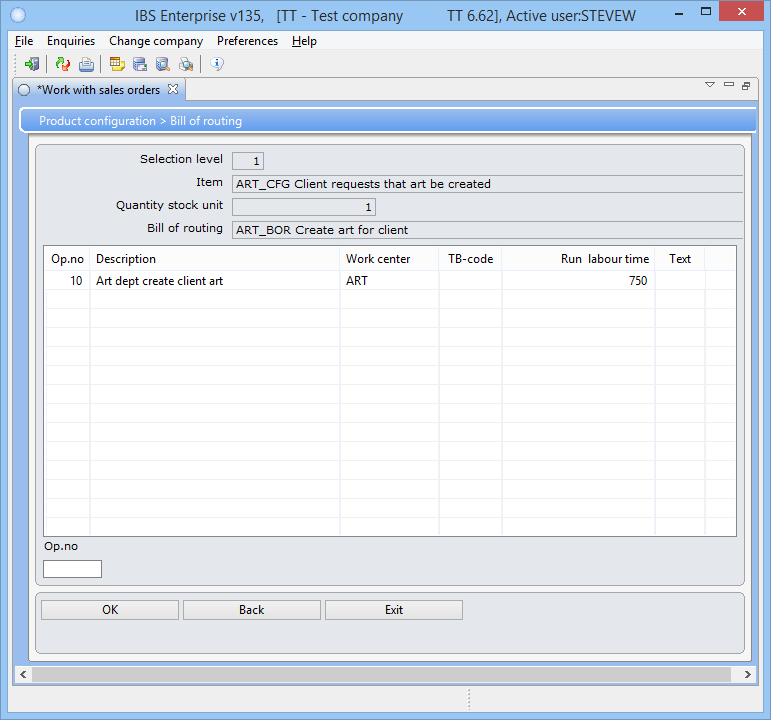 IBS Enterprise v135, [TT - Test company TT 6.62], Active user:STEVEW
File Enquiries Change company Preferences Help
*Work with sales orders
Product configuration > Bill of routing
Selection level 1
Item ART_CFG Client requests that art be created
Quantity stock unit 1
Bill of routing ART_BOR Create art for client
Op.no Description Work center TB-code Run labour time Text
10 Art dept create client art ART 750
Op.no
OK Back Exit